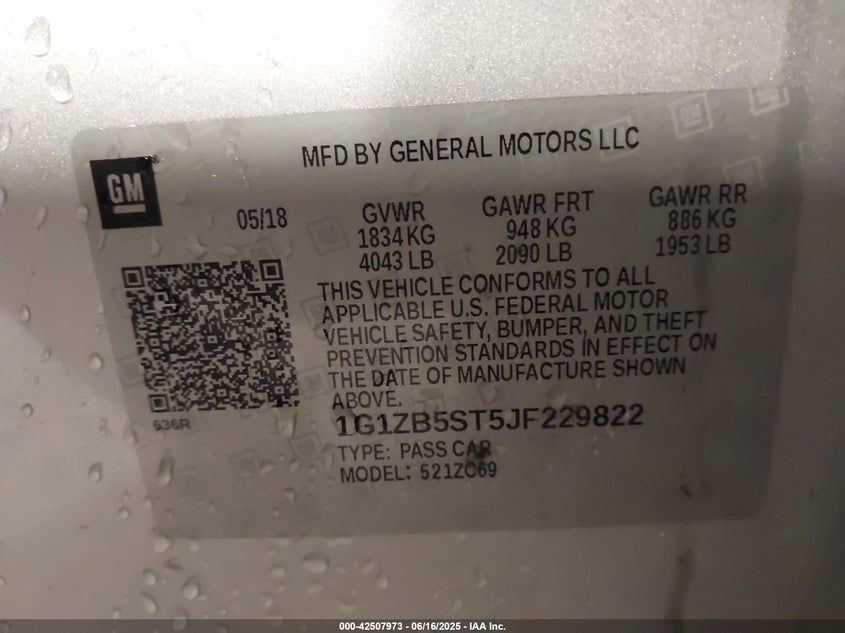 MFD BY GENERAL MOTORS LLC
GM
05/18
GVWR
1834 KG
4043 LB
GAWR FRT
948 KG
2090 LB
GAWR RR
886 KG
1953 LB
THIS VEHICLE CONFORMS TO ALL
APPLICABLE U.S. FEDERAL MOTOR
VEHICLE SAFETY, BUMPER, AND THEFT
PREVENTION STANDARDS IN EFFECT ON
THE DATE OF MANUFACTURE SHOWN
ABOVE.
636R
1G1ZB5ST5JF229822
TYPE: PASS CAR
MODEL: 521ZC69
000-42507973 - 06/16/2025 - IAA Inc.